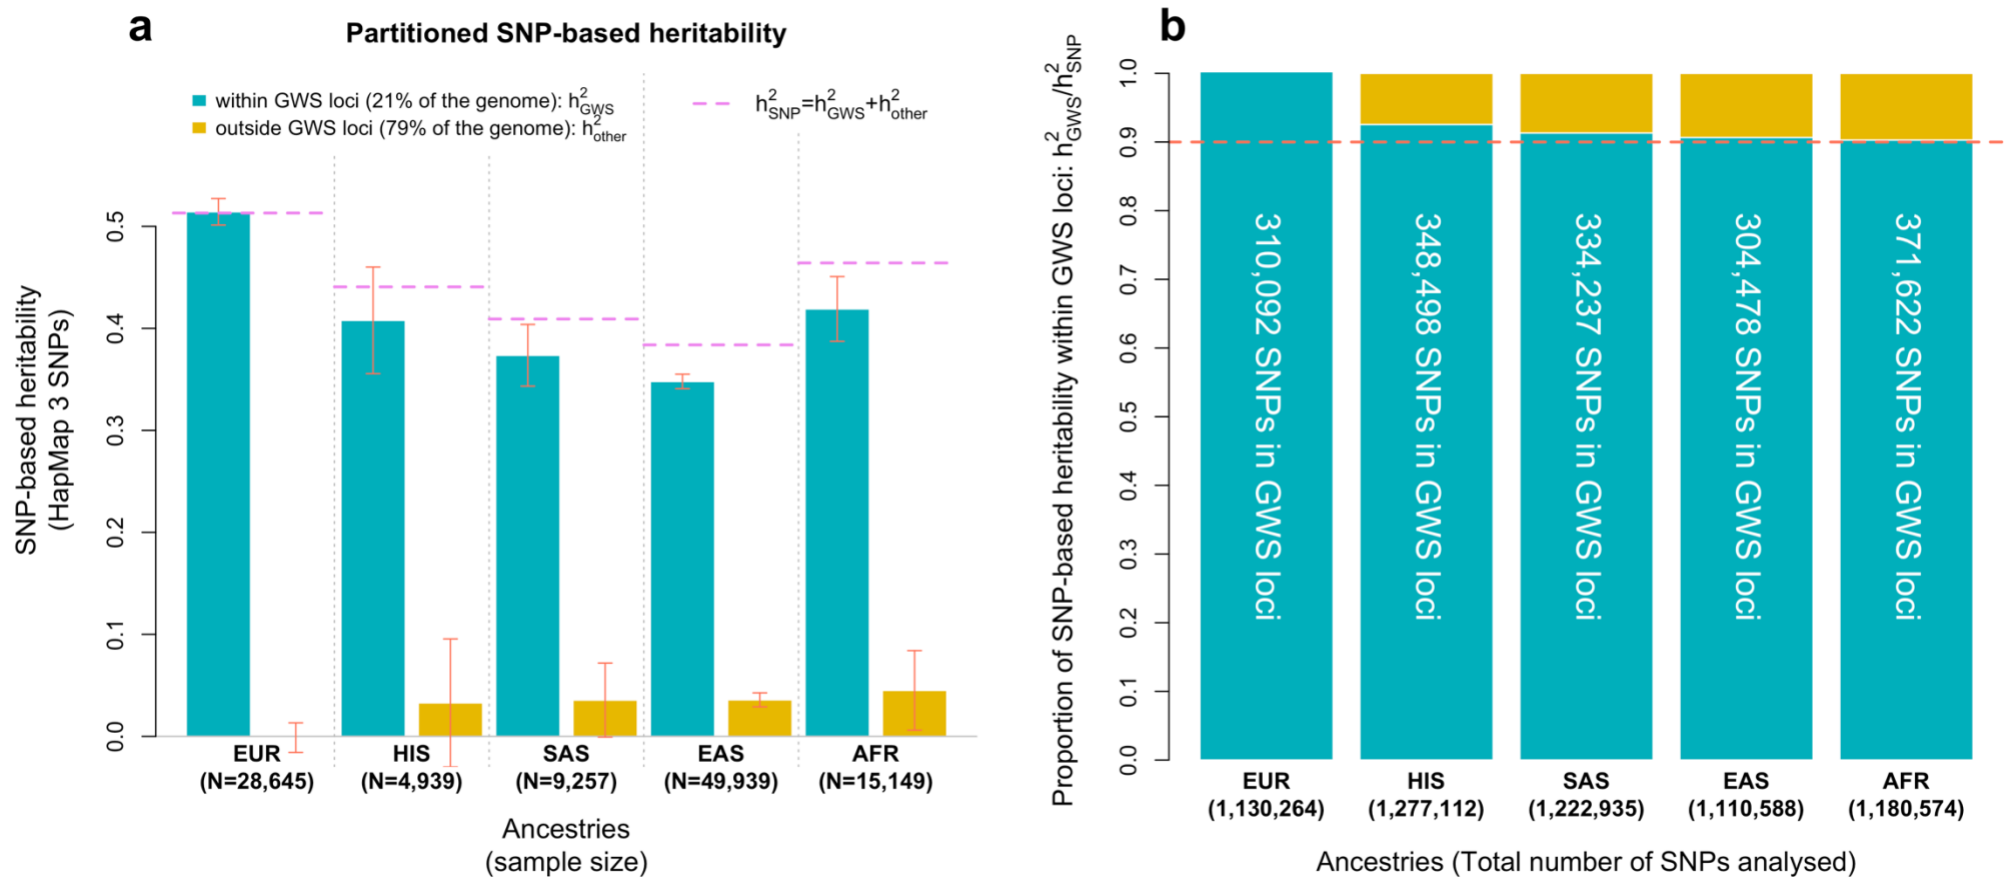 a
Partitioned SNP-based heritability
within GWS loci (21% of the genome): h²GWS
outside GWS loci (79% of the genome): h²other
h²SNP=h²GWS+h²other
SNP-based heritability
(HapMap 3 SNPs)
0.5
0.4
0.3
0.2
0.1
0.0
EUR
(N=28,645)
HIS
(N=4,939)
SAS
(N=9,257)
EAS
(N=49,939)
AFR
(N=15,149)
Ancestries
(sample size)
b
Proportion of SNP-based heritability within GWS loci: h²GWS/h²SNP
1.0
0.9
0.8
0.7
0.6
0.5
0.4
0.3
0.2
0.1
0.0
310,092 SNPs in GWS loci
348,498 SNPs in GWS loci
334,237 SNPs in GWS loci
304,478 SNPs in GWS loci
371,622 SNPs in GWS loci
EUR
(1,130,264)
HIS
(1,277,112)
SAS
(1,222,935)
EAS
(1,110,588)
AFR
(1,180,574)
Ancestries (Total number of SNPs analysed)